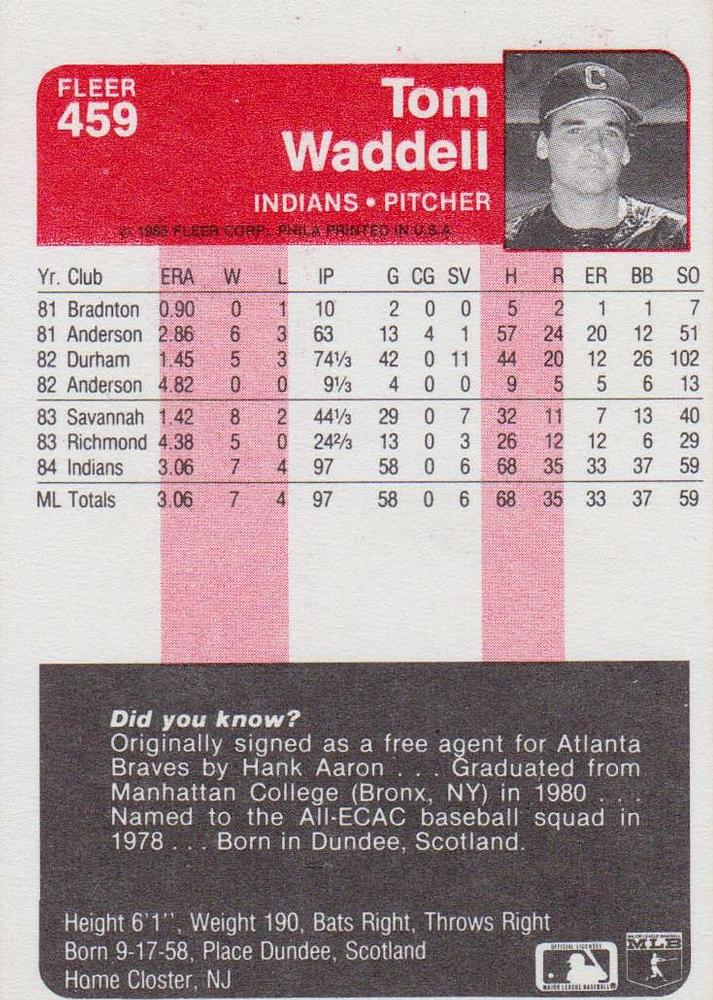 FLEER
459
Tom
Waddell
INDIANS • PITCHER
© 1985 FLEER CORP. PHILA PRINTED IN U.S.A.
C
Yr. Club ERA W L IP G CG SV H R ER BB SO
81 Bradnton 0.90 0 1 10 2 0 0 5 2 1 1 7
81 Anderson 2.86 6 3 63 13 4 1 57 24 20 12 51
82 Durham 1.45 5 3 74⅓ 42 0 11 44 20 12 26 102
82 Anderson 4.82 0 0 9⅓ 4 0 0 9 5 5 6 13
83 Savannah 1.42 8 2 44⅓ 29 0 7 32 11 7 13 40
83 Richmond 4.38 5 0 24⅔ 13 0 3 26 12 12 6 29
84 Indians 3.06 7 4 97 58 0 6 68 35 33 37 59
ML Totals 3.06 7 4 97 58 0 6 68 35 33 37 59
Did you know?
Originally signed as a free agent for Atlanta
Braves by Hank Aaron . . . Graduated from
Manhattan College (Bronx, NY) in 1980 . . .
Named to the All-ECAC baseball squad in
1978 . . . Born in Dundee, Scotland.
Height 6'1'', Weight 190, Bats Right, Throws Right
Born 9-17-58, Place Dundee, Scotland
Home Closter, NJ
OFFICIAL LICENSEE
MAJOR LEAGUE BASEBALL®
MAJOR LEAGUE BASEBALL
MLB